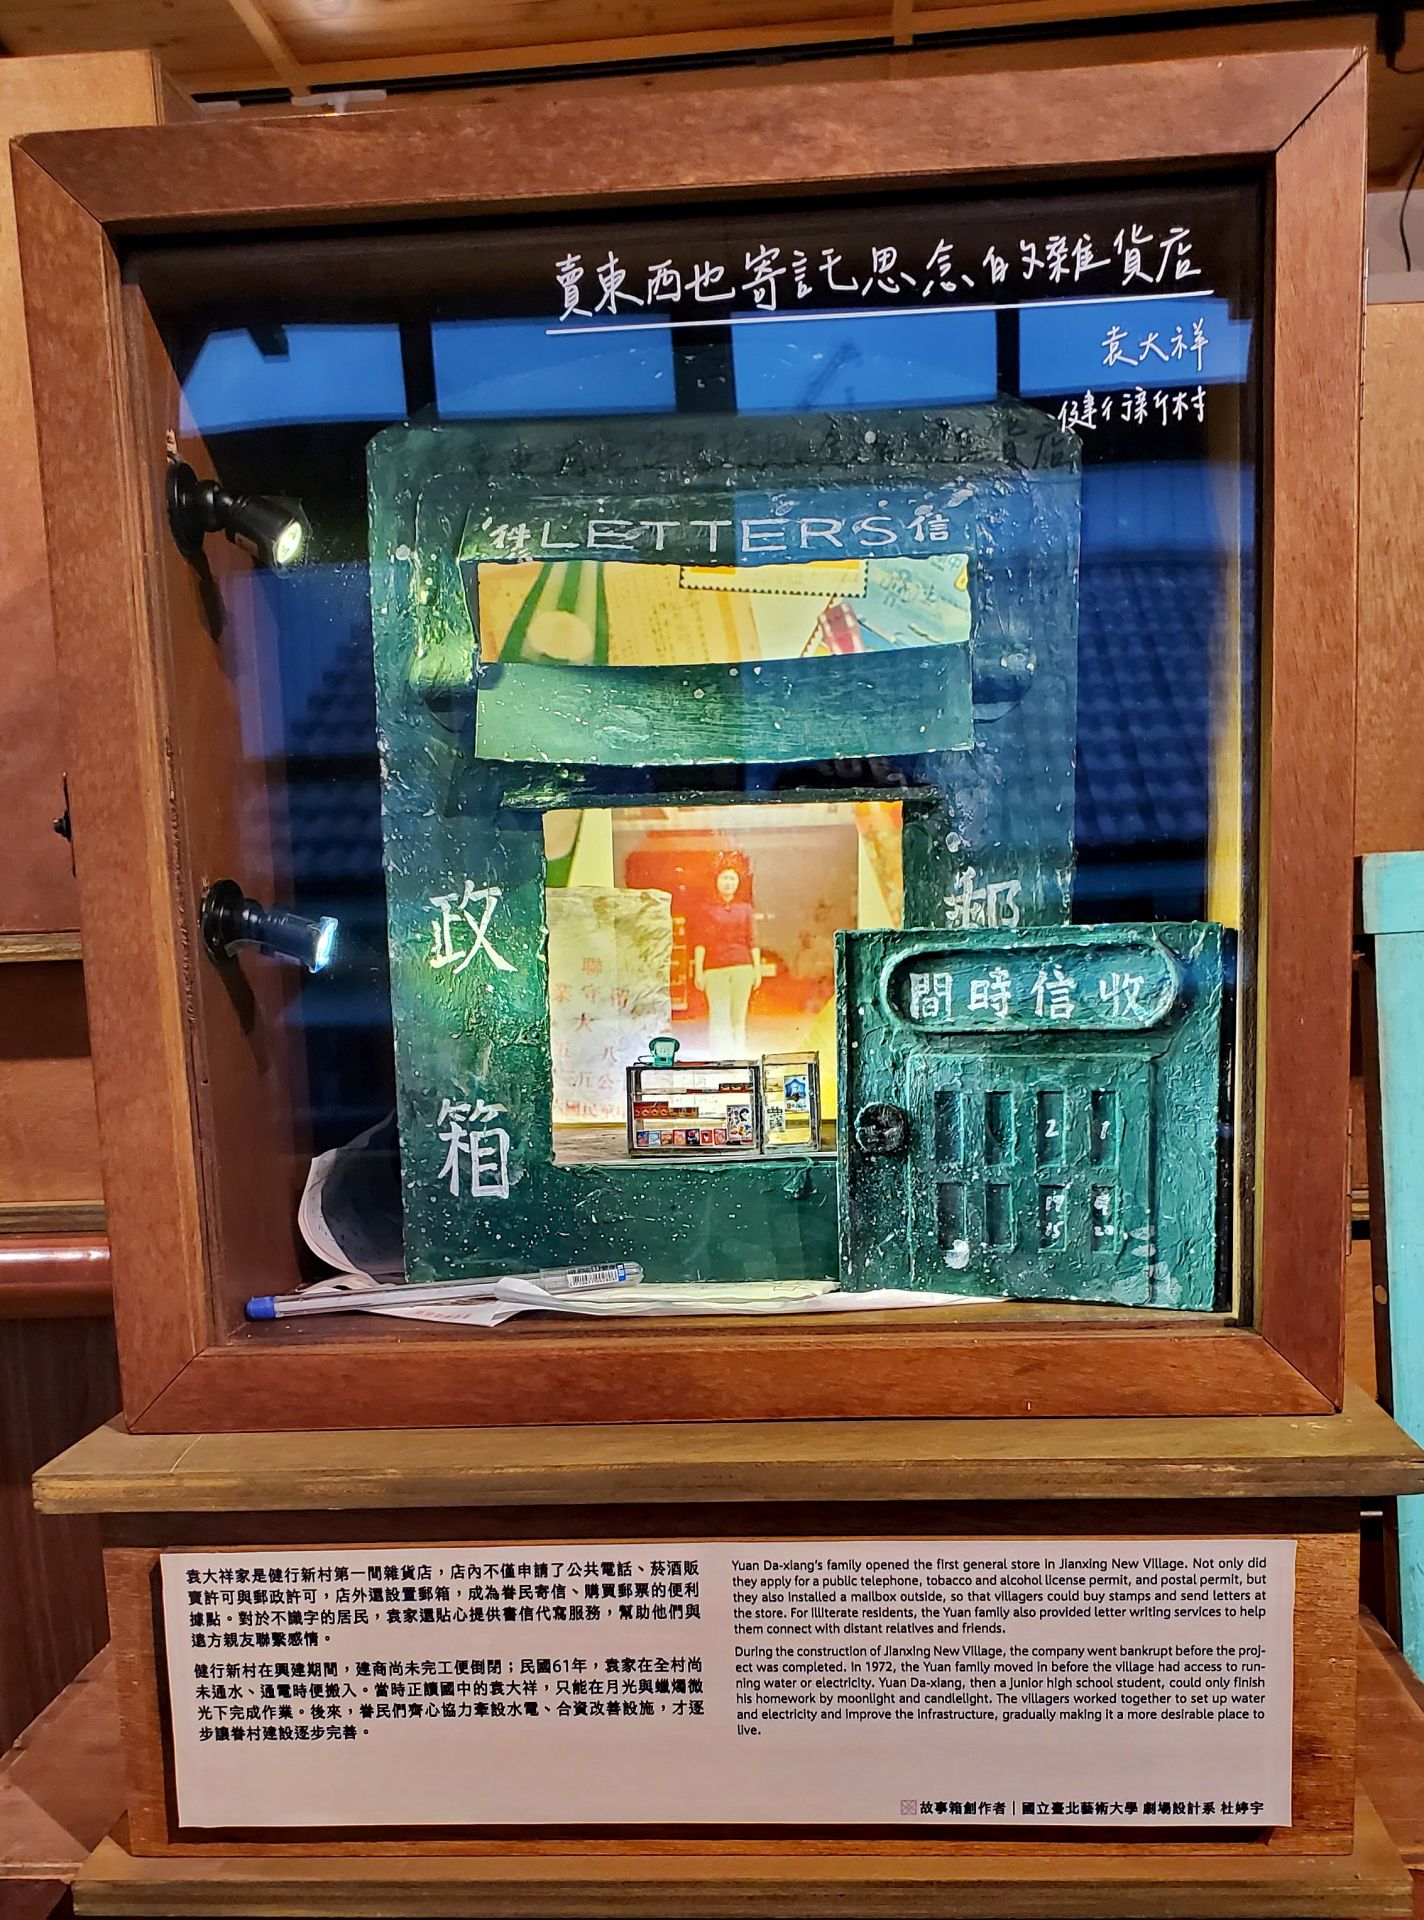 賣東西也寄託思念的雜貨店
袁大祥
健行新村
件LETTERS信
郵
政
箱
間時信收
2 1
聯
業守留
大
袁大祥家是健行新村第一間雜貨店，店內不僅申請了公共電話、菸酒販
賣許可與郵政許可，店外還設置郵箱，成為眷民寄信、購買郵票的便利
據點。對於不識字的居民，袁家還貼心提供書信代寫服務，幫助他們與
遠方親友聯繫感情。
健行新村在興建期間，建商尚未完工便倒閉；民國61年，袁家在全村尚
未通水、通電時便搬入。當時正讀國中的袁大祥，只能在月光與蠟燭微
光下完成作業。後來，眷民們齊心協力牽設水電、合資改善設施，才逐
步讓眷村建設逐步完善。
Yuan Da-xiang's family opened the first general store in Jianxing New Village. Not only did
they apply for a public telephone, tobacco and alcohol license permit, and postal permit, but
they also installed a mailbox outside, so that villagers could buy stamps and send letters at
the store. For illiterate residents, the Yuan family also provided letter writing services to help
them connect with distant relatives and friends.
During the construction of Jianxing New Village, the company went bankrupt before the proj-
ect was completed. In 1972, the Yuan family moved in before the village had access to run-
ning water or electricity. Yuan Da-xiang, then a junior high school student, could only finish
his homework by moonlight and candlelight. The villagers worked together to set up water
and electricity and improve the infrastructure, gradually making it a more desirable place to
live.
故事箱創作者｜國立臺北藝術大學 劇場設計系 杜婷宇